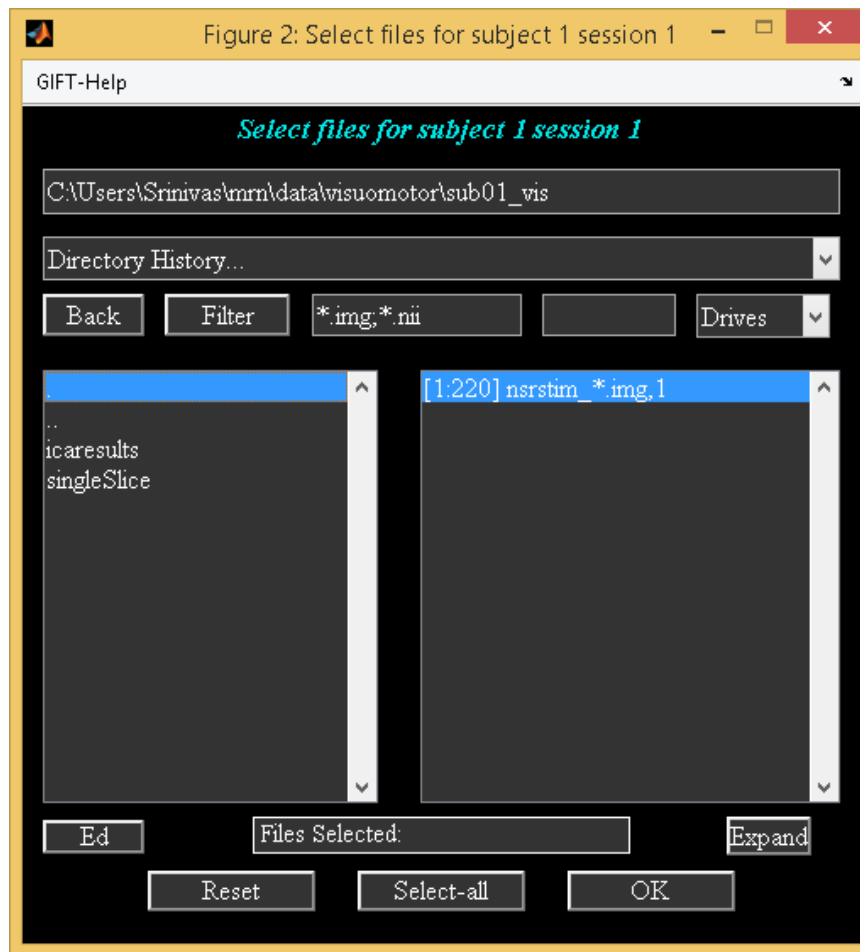 Figure 2: Select files for subject 1 session 1
GIFT-Help
Select files for subject 1 session 1
C:\Users\Srinivas\mrn\data\visuomotor\sub01_vis
Directory History...
Back Filter *.img;*.nii Drives
. [1:220] nsrstim_*.img,1
..
icaresults
singleSlice
Ed Files Selected: Expand
Reset Select-all OK